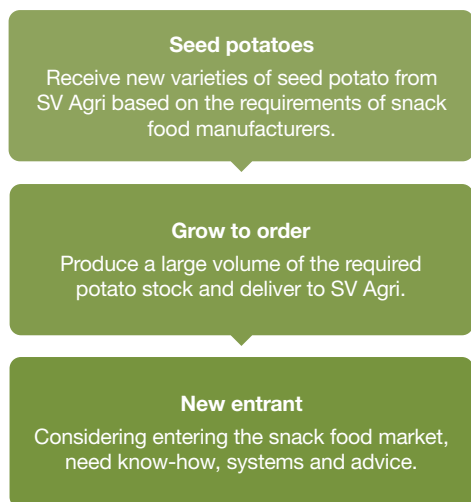 Seed potatoes
Receive new varieties of seed potato from
SV Agri based on the requirements of snack
food manufacturers.
Grow to order
Produce a large volume of the required
potato stock and deliver to SV Agri.
New entrant
Considering entering the snack food market,
need know-how, systems and advice.